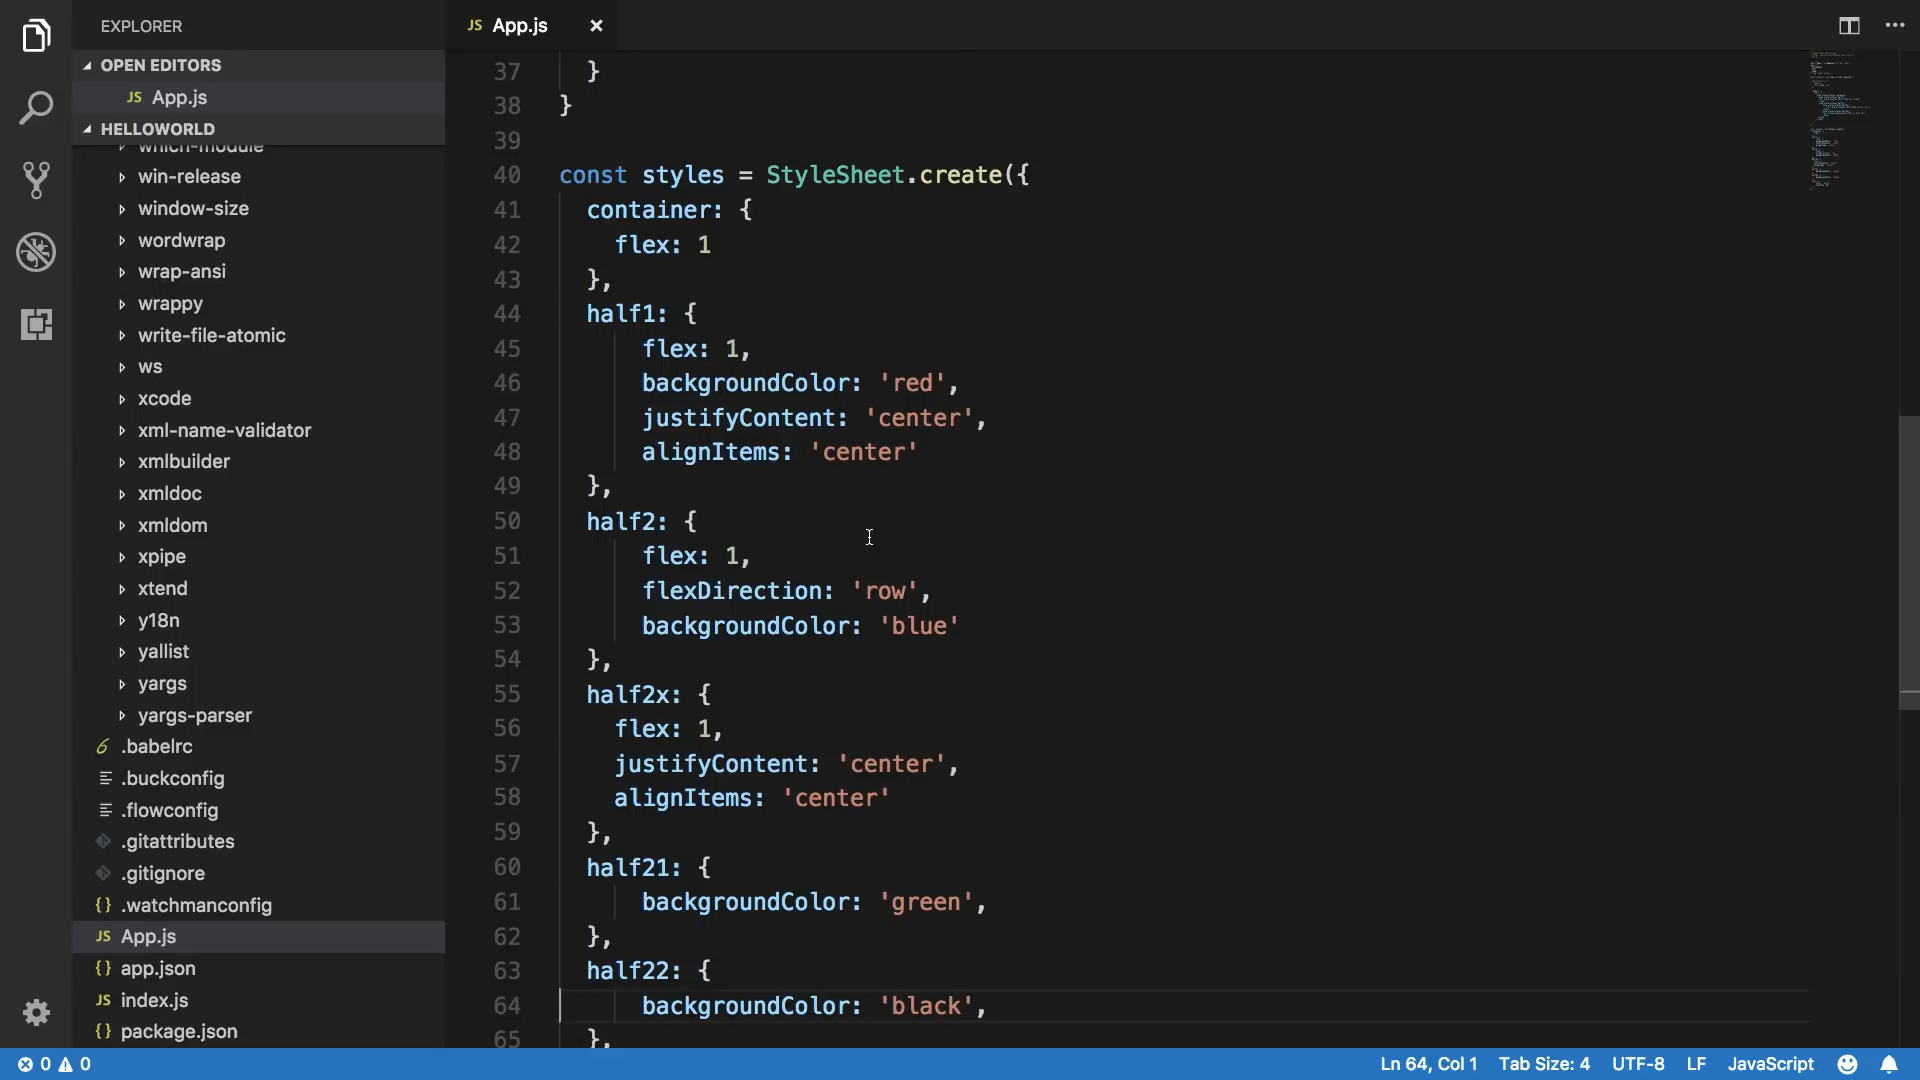 EXPLORER
OPEN EDITORS
JS App.js
HELLOWORLD
which-module
win-release
window-size
wordwrap
wrap-ansi
wrappy
write-file-atomic
ws
xcode
xml-name-validator
xmlbuilder
xmldoc
xmldom
xpipe
xtend
y18n
yallist
yargs
yargs-parser
.babelrc
.buckconfig
.flowconfig
.gitattributes
.gitignore
{} .watchmanconfig
JS App.js
{} app.json
JS index.js
{} package.json
JS App.js
37 }
38 }
39
40 const styles = StyleSheet.create({
41 container: {
42 flex: 1
43 },
44 half1: {
45 flex: 1,
46 backgroundColor: 'red',
47 justifyContent: 'center',
48 alignItems: 'center'
49 },
50 half2: {
51 flex: 1,
52 flexDirection: 'row',
53 backgroundColor: 'blue'
54 },
55 half2x: {
56 flex: 1,
57 justifyContent: 'center',
58 alignItems: 'center'
59 },
60 half21: {
61 backgroundColor: 'green',
62 },
63 half22: {
64 backgroundColor: 'black',
65 },
0 0
Ln 64, Col 1 Tab Size: 4 UTF-8 LF JavaScript